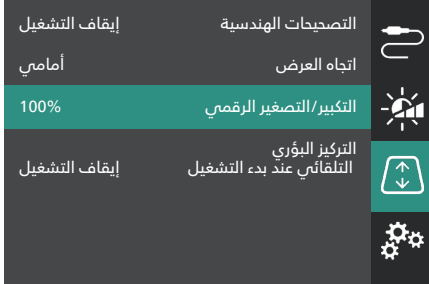 التصحيحات الهندسية إيقاف التشغيل
اتجاه العرض أمامي
التكبير/التصغير الرقمي 100%
التركيز البؤري
التلقائي عند بدء التشغيل إيقاف التشغيل